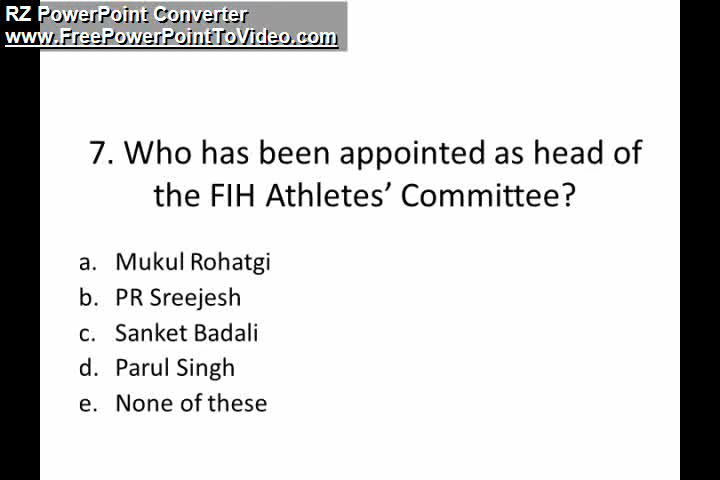 RZ PowerPoint Converter
www.FreePowerPointToVideo.com
7. Who has been appointed as head of
the FIH Athletes’ Committee?
a. Mukul Rohatgi
b. PR Sreejesh
c. Sanket Badali
d. Parul Singh
e. None of these